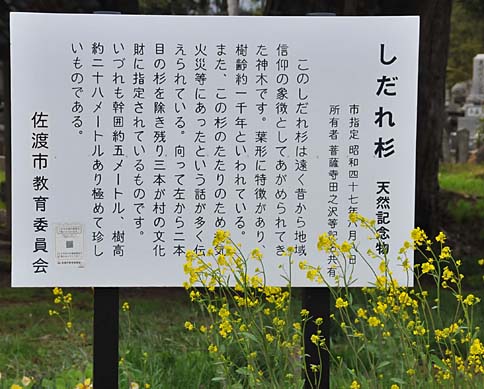 しだれ杉 天然記念物
市指定 昭和四十七年八月 日
所有者 菩薩寺田之沢等 共有
このしだれ杉は遠く昔から地域
信仰の象徴としてあがめられてき
た神木です。葉形に特徴があり、
樹齢約一千年といわれている。
また、この杉のたたりのため
火災等にあったという話が多く伝
えられている。向って左から二本
目の杉を除き残り三本が村の文化
財に指定されているものです。
いづれも幹囲約五メートル、樹高
約二十八メートルあり極めて珍し
いものである。
佐渡市教育委員会